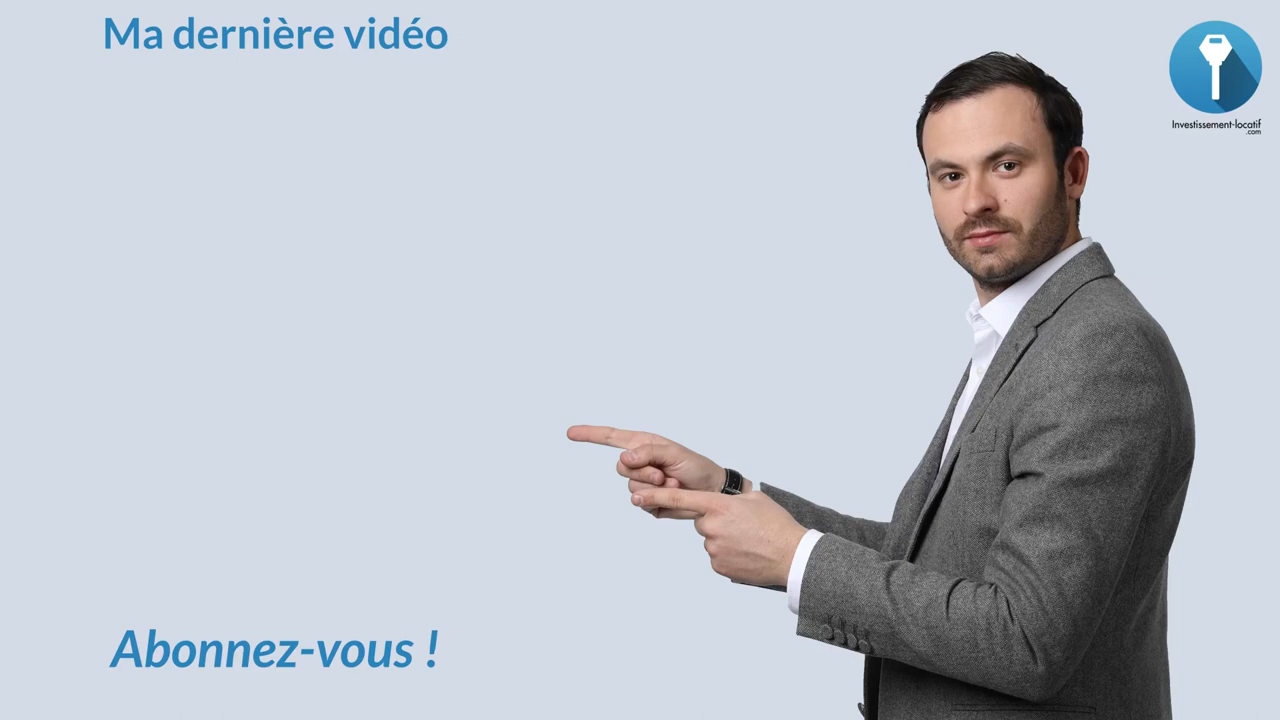 Ma dernière vidéo
Investissement-locatif
.com
Abonnez-vous !